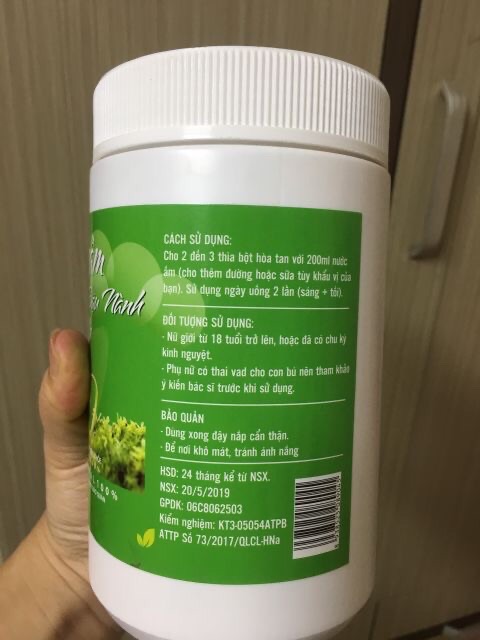 Nành
CÁCH SỬ DỤNG:
Cho 2 đến 3 thìa bột hòa tan với 200ml nước
ấm (cho thêm đường hoặc sữa tùy khẩu vị của
bạn). Sử dụng ngày uống 2 lần (sáng + tối).
ĐỐI TƯỢNG SỬ DỤNG:
- Nữ giới từ 18 tuổi trở lên, hoặc đã có chu kỳ
kinh nguyệt.
- Phụ nữ có thai vad cho con bú nên tham khảo
ý kiến bác sĩ trước khi sử dụng.
BẢO QUẢN
- Dùng xong đậy nắp cẩn thận.
- Để nơi khô mát, tránh ánh nắng
HSD: 24 tháng kể từ NSX.
NSX: 20/5/2019
GPDK: 06C8062503
Kiểm nghiệm: KT3-05054ATPB
ATTP Số 73/2017/QLCL-HNa
100%